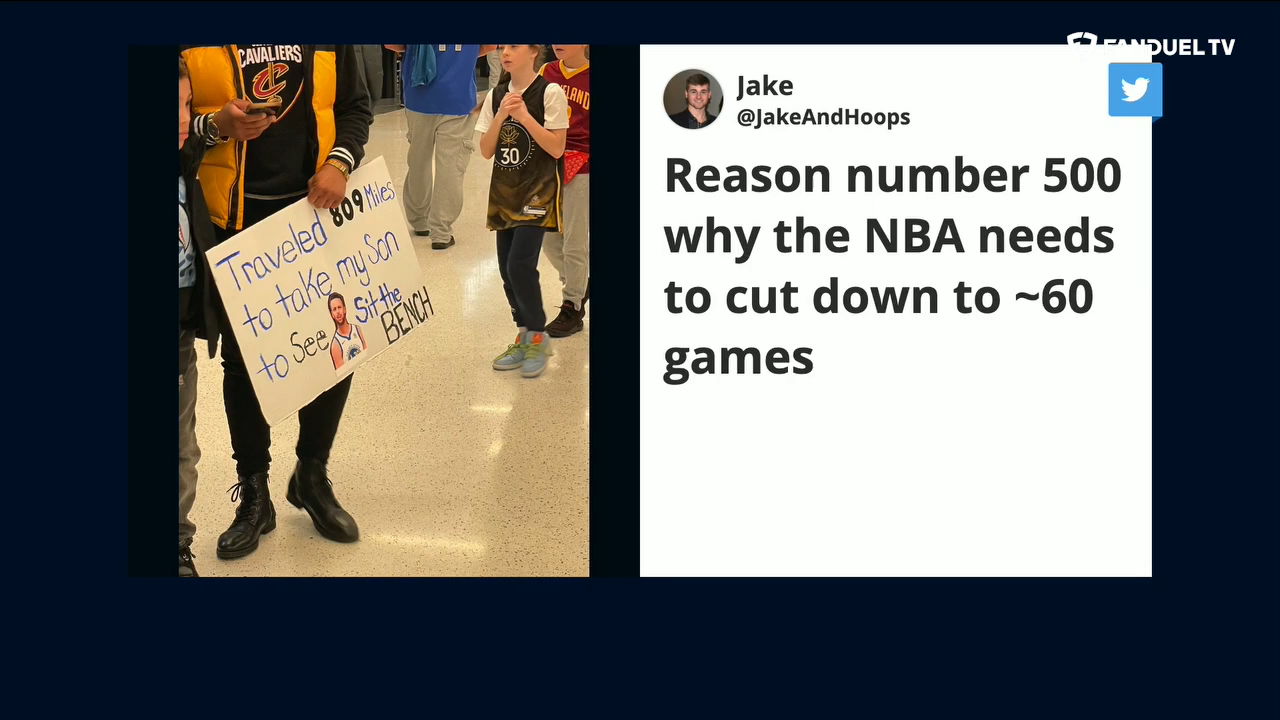 FANDUEL TV
CAVALIERS
30
Traveled 809 Miles
to take my Son
to See Sit the
BENCH
Jake
@JakeAndHoops
Reason number 500
why the NBA needs
to cut down to ~60
games